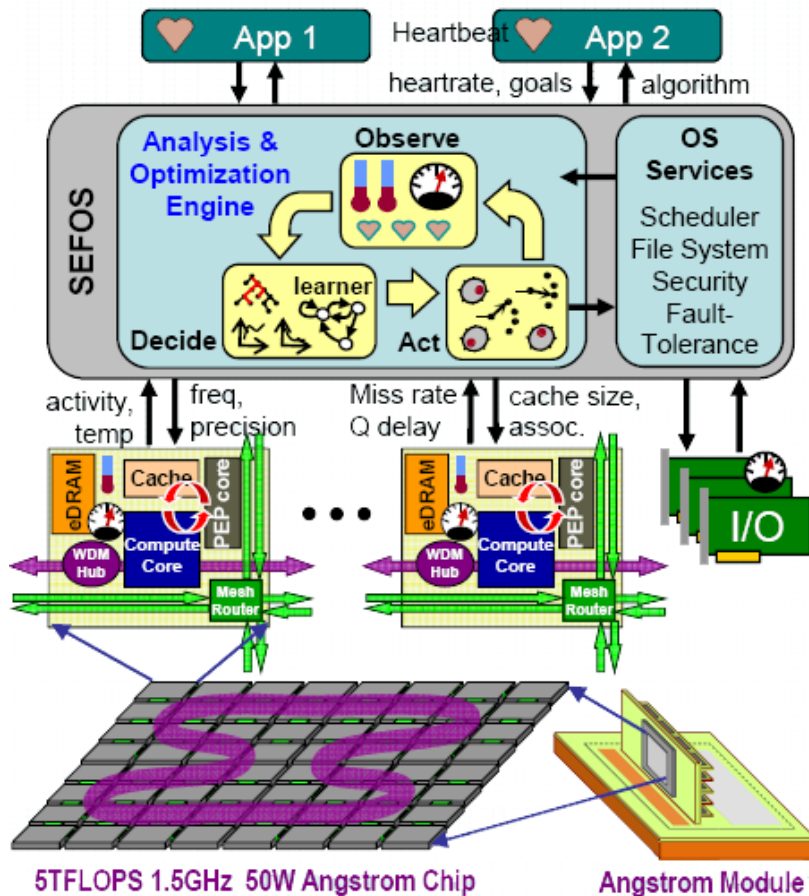 App 1
Heartbeat
App 2
heartrate, goals
algorithm
SEFOS
Analysis &
Optimization
Engine
Observe
learner
Decide
Act
OS
Services
Scheduler
File System
Security
Fault-
Tolerance
activity,
temp
freq,
precision
Miss rate
Q delay
cache size,
assoc.
eDRAM
Cache
PEP core
WDM
Hub
Compute
Core
Mesh
Router
eDRAM
Cache
PEP core
WDM
Hub
Compute
Core
Mesh
Router
I/O
5TFLOPS 1.5GHz 50W Angstrom Chip
Angstrom Module